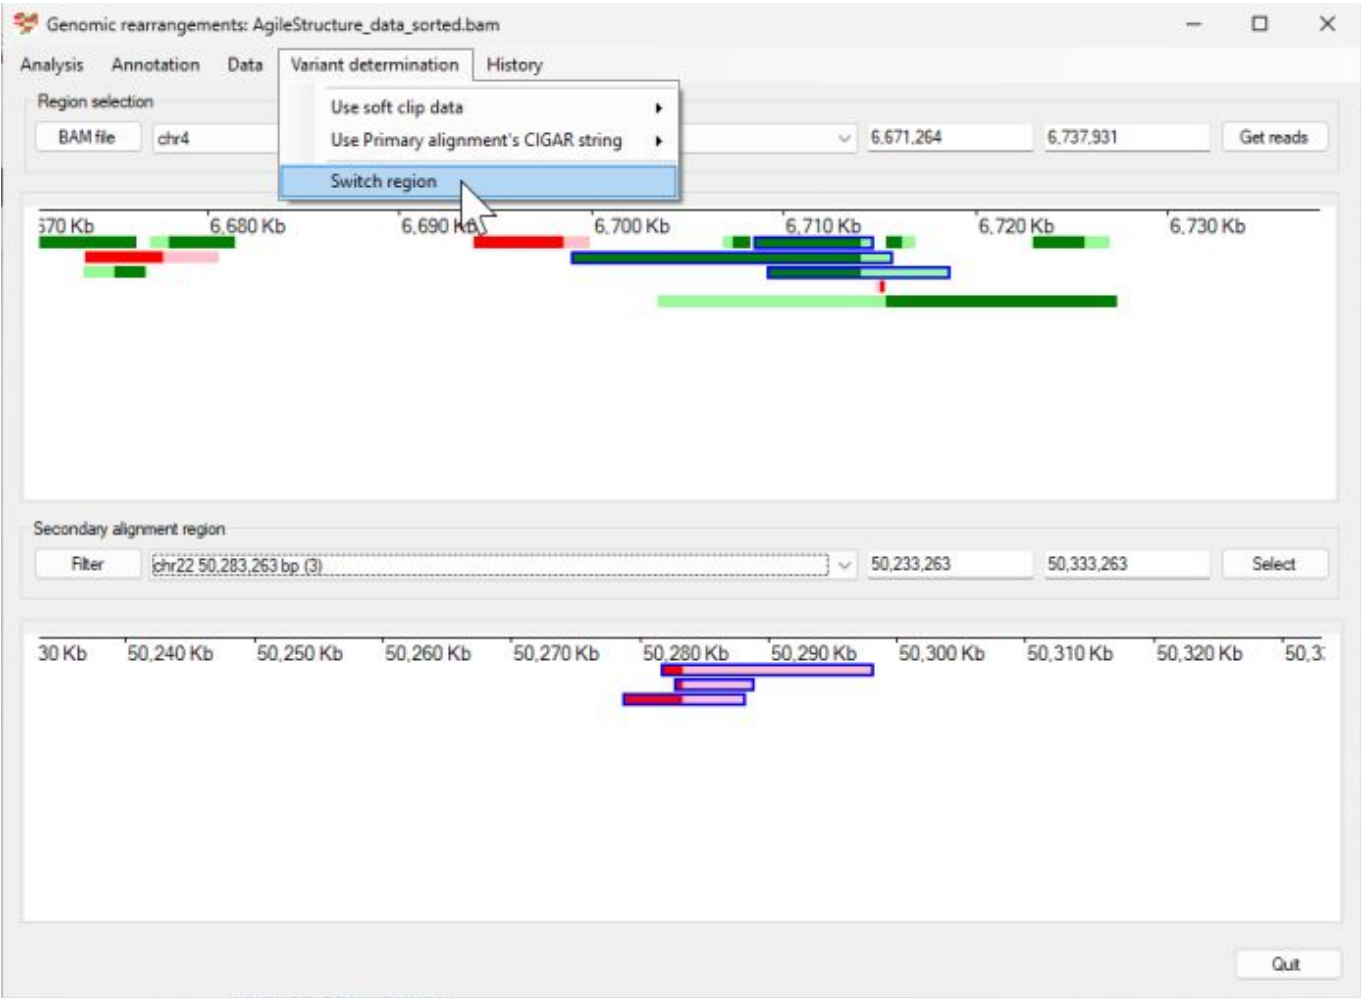 Genomic rearrangements: AgileStructure_data_sorted.bam
Analysis Annotation Data Variant determination History
Region selection
Use soft clip data
BAM file chr4 Use Primary alignment's CIGAR string 6,671,264 6,737,931 Get reads
Switch region
570 Kb 6,680 Kb 6,690 Kb 6,700 Kb 6,710 Kb 6,720 Kb 6,730 Kb
Secondary alignment region
Filter chr22 50,283,263 bp (3) 50,233,263 50,333,263 Select
30 Kb 50,240 Kb 50,250 Kb 50,260 Kb 50,270 Kb 50,280 Kb 50,290 Kb 50,300 Kb 50,310 Kb 50,320 Kb 50,3
Quit